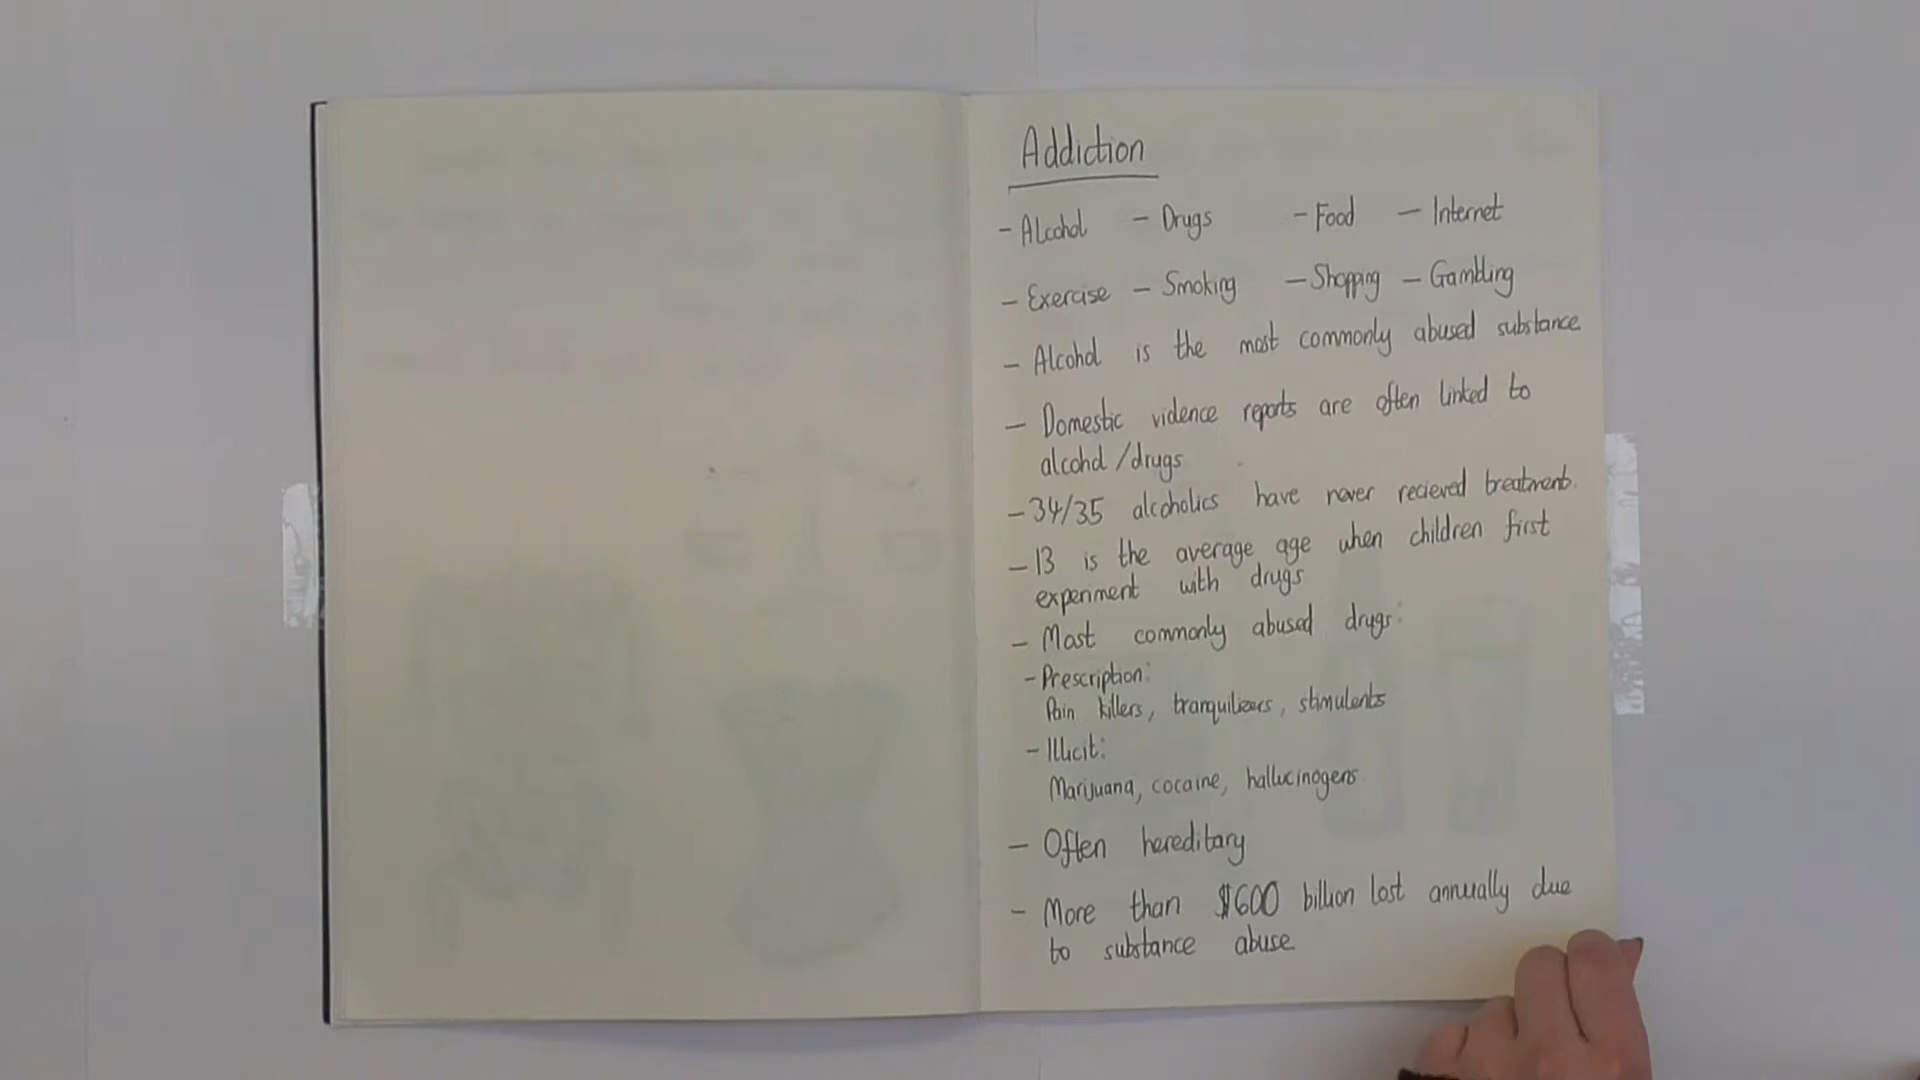 Addiction
- Alcohol - Drugs - Food - Internet
- Exercise - Smoking - Shopping - Gambling
- Alcohol is the most commonly abused substance
- Domestic violence reports are often linked to
alcohol/drugs
- 34/35 alcoholics have never recieved treatment.
- 13 is the average age when children first
experiment with drugs
- Most commonly abused drugs:
- Prescription:
Pain killers, tranquilizers, stimulents
- Illicit:
Marijuana, cocaine, hallucinogens
- Often hereditary
- More than $600 billion lost annually due
to substance abuse